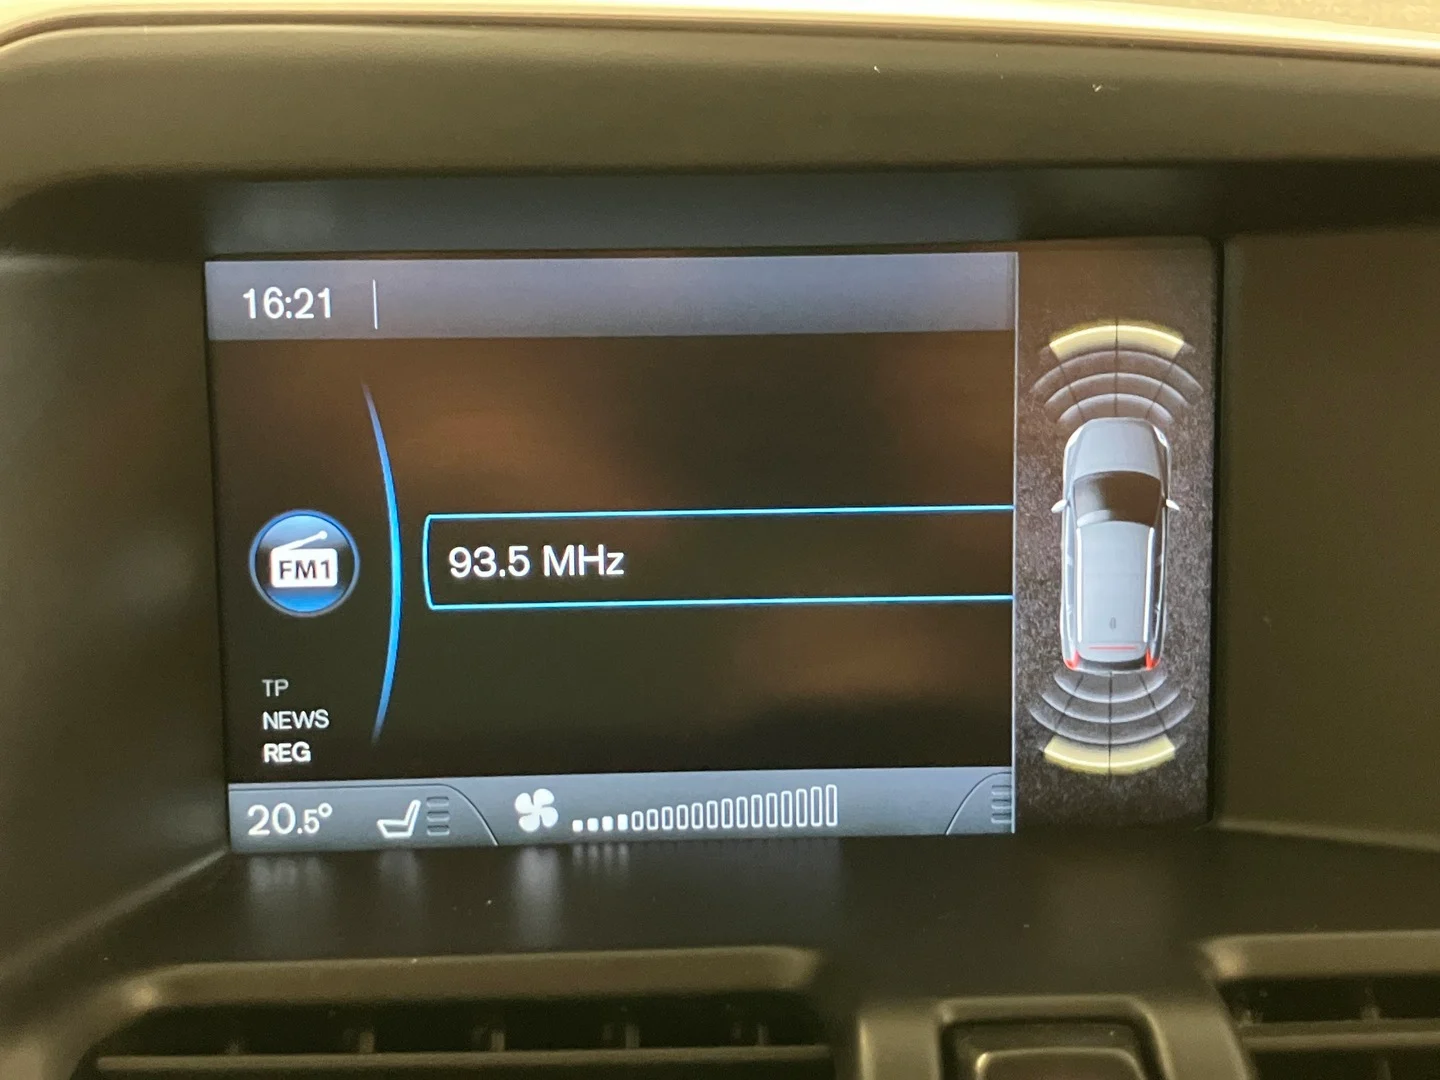 16:21
FM1
93.5 MHz
TP
NEWS
REG
20.5°